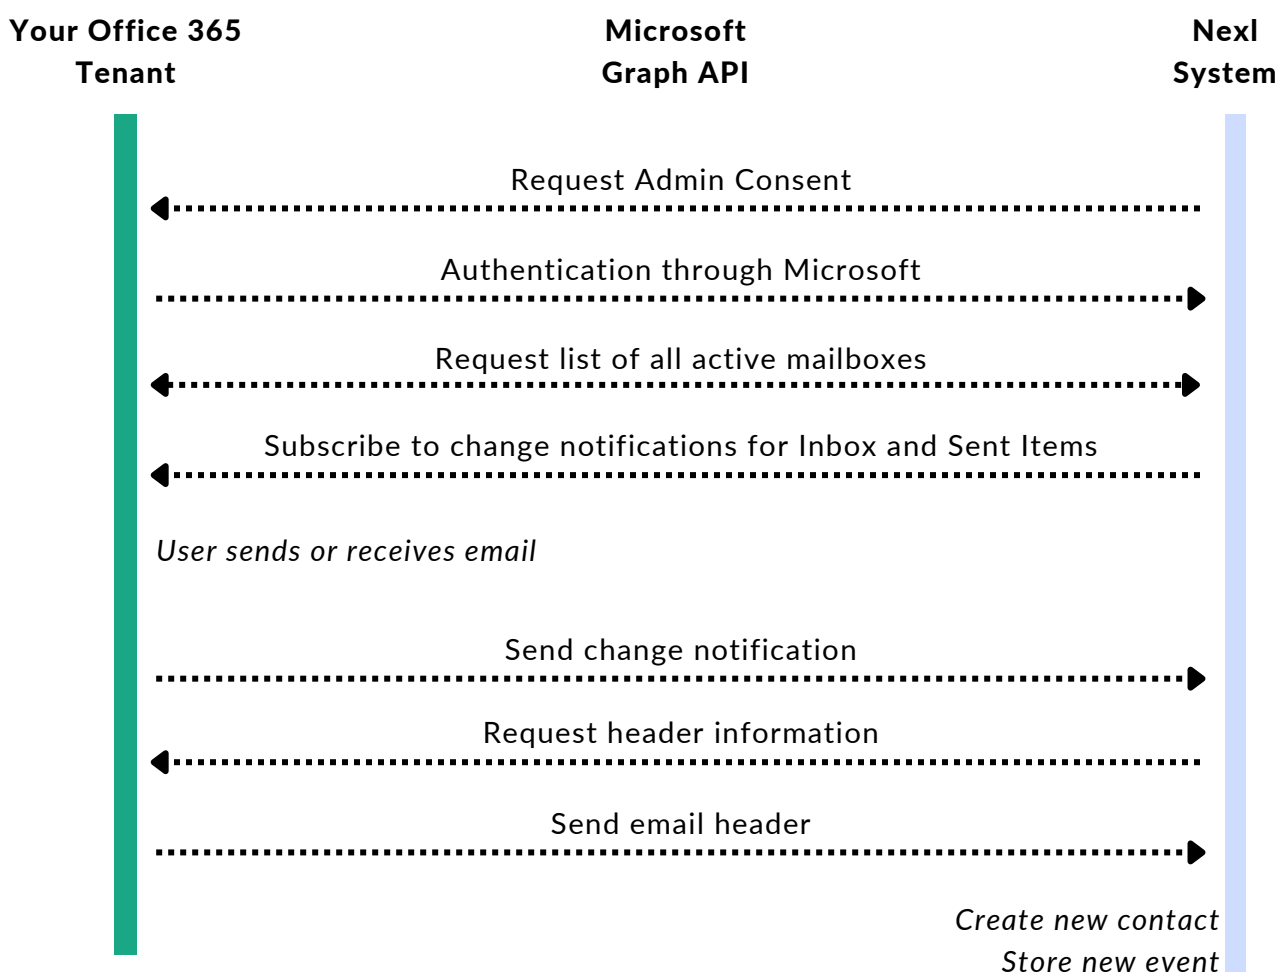 Your Office 365
Tenant
Microsoft
Graph API
Nexl
System
Request Admin Consent
Authentication through Microsoft
Request list of all active mailboxes
Subscribe to change notifications for Inbox and Sent Items
User sends or receives email
Send change notification
Request header information
Send email header
Create new contact
Store new event